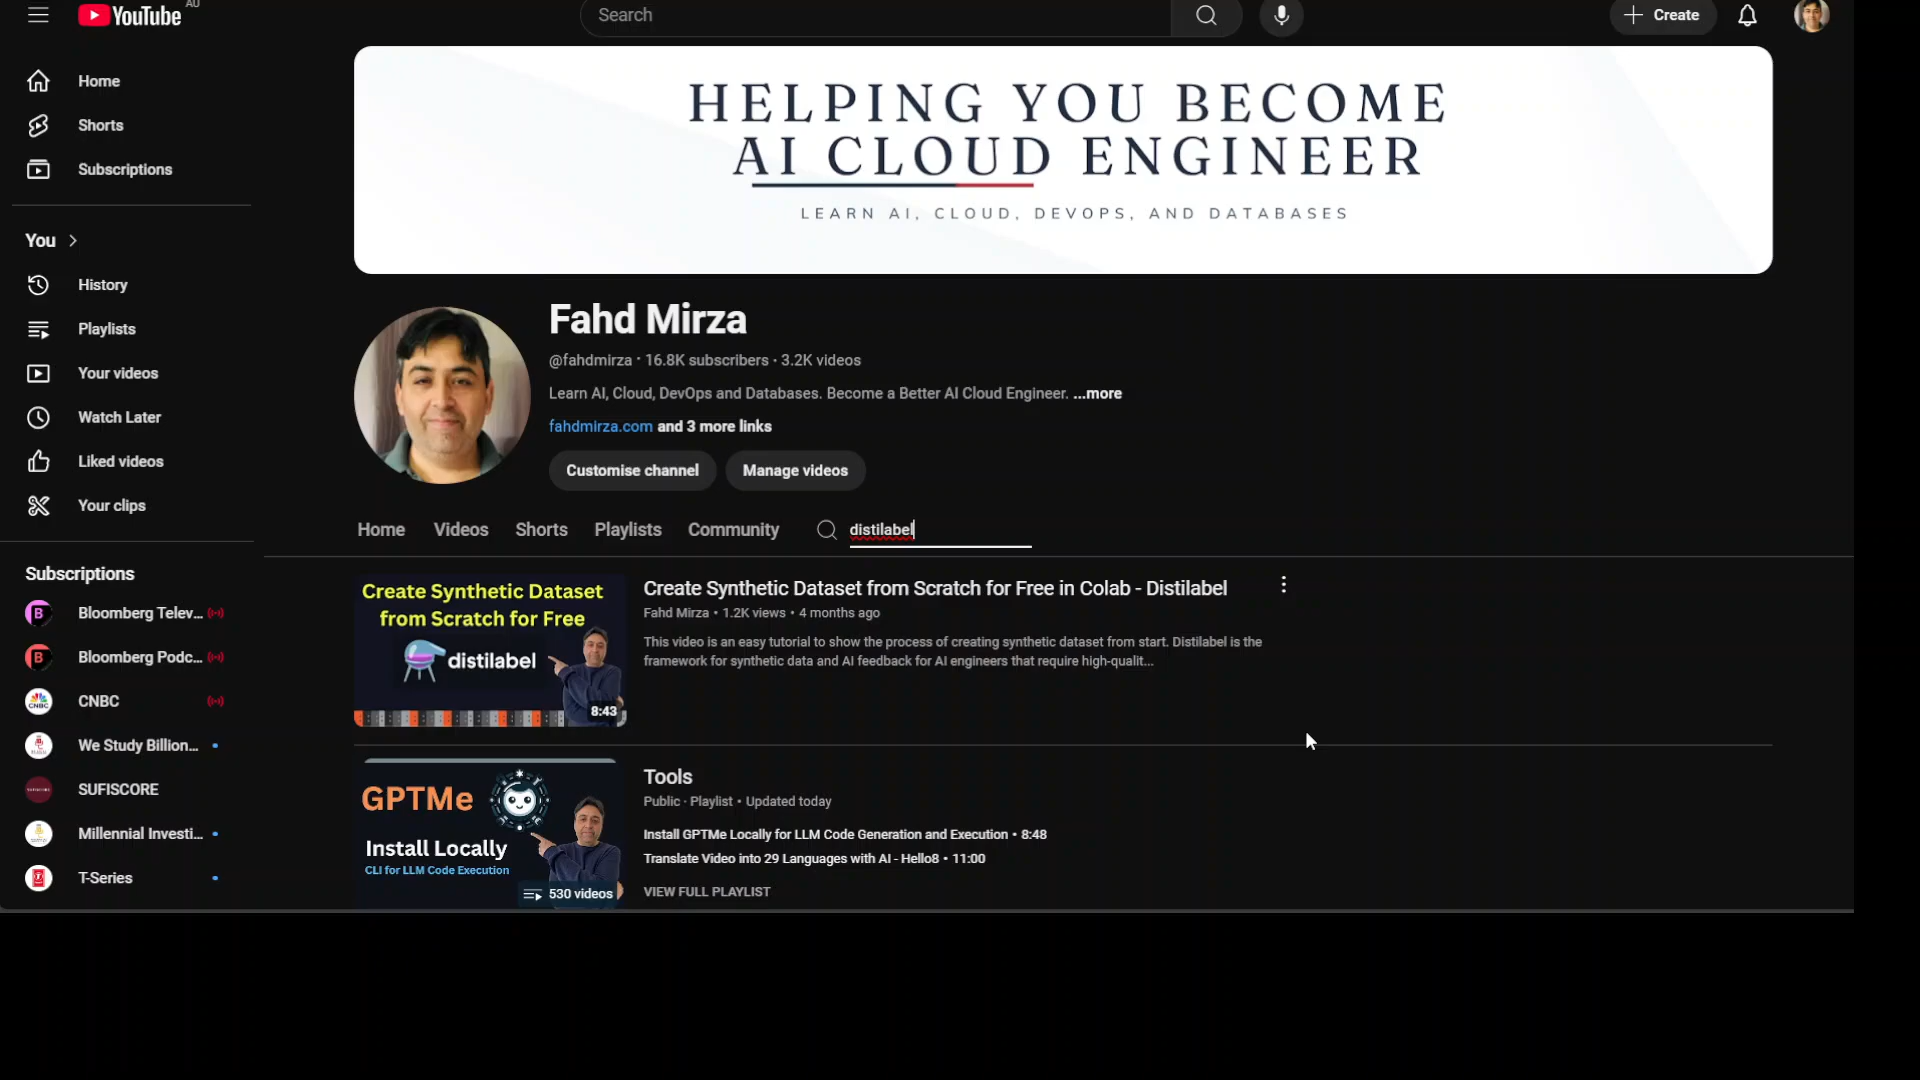 YouTube AU
Search
Create
Home
Shorts
Subscriptions
You
History
Playlists
Your videos
Watch Later
Liked videos
Your clips
Subscriptions
Bloomberg Telev...
Bloomberg Podc...
CNBC
We Study Billion...
SUFISCORE
Millennial Investi...
T-Series
HELPING YOU BECOME
AI CLOUD ENGINEER
LEARN AI, CLOUD, DEVOPS, AND DATABASES
Fahd Mirza
@fahdmirza • 16.8K subscribers • 3.2K videos
Learn AI, Cloud, DevOps and Databases. Become a Better AI Cloud Engineer. ...more
fahdmirza.com and 3 more links
Customise channel
Manage videos
Home
Videos
Shorts
Playlists
Community
distilabel
Create Synthetic Dataset
from Scratch for Free
distilabel
8:43
Create Synthetic Dataset from Scratch for Free in Colab - Distilabel
Fahd Mirza • 1.2K views • 4 months ago
This video is an easy tutorial to show the process of creating synthetic dataset from start. Distilabel is the
framework for synthetic data and AI feedback for AI engineers that require high-qualit...
GPTMe
Install Locally
CLI for LLM Code Execution
530 videos
Tools
Public · Playlist • Updated today
Install GPTMe Locally for LLM Code Generation and Execution • 8:48
Translate Video into 29 Languages with AI - Hello8 • 11:00
VIEW FULL PLAYLIST